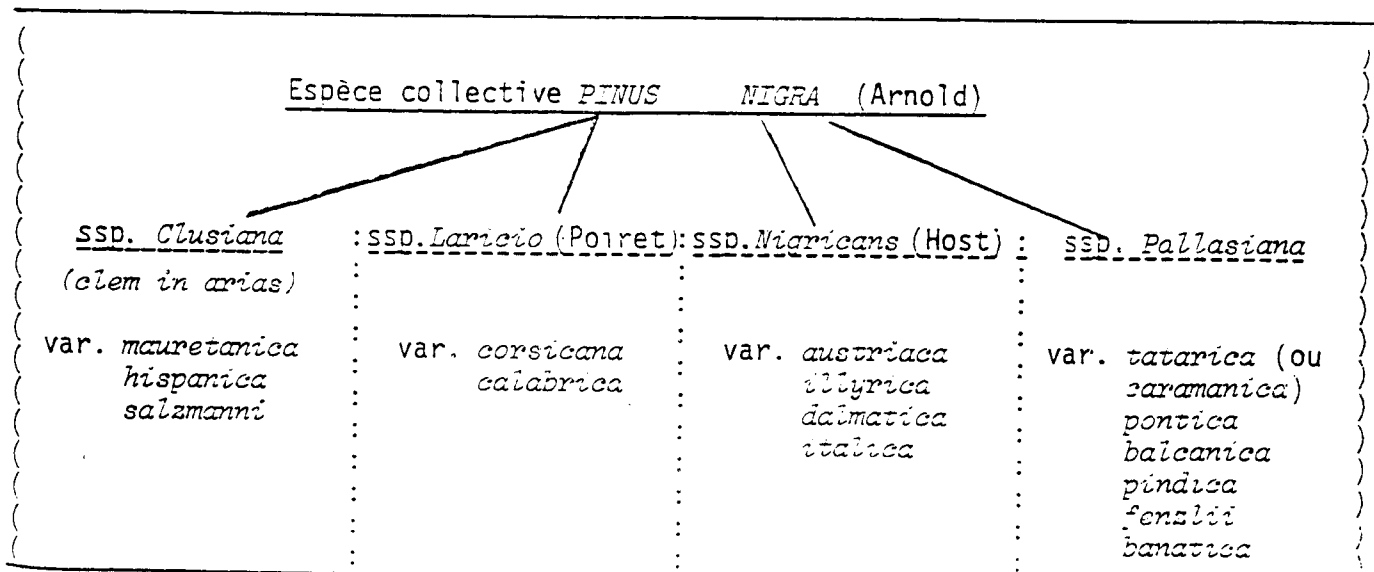 Espèce collective PINUS NIGRA (Arnold)
ssp. Clusiana : ssp. Laricio (Poiret): ssp. Nigricans (Host) : ssp. Pallasiana
(clem in arias)
var. mauretanica var. corsicana var. austriaca var. tatarica (ou
hispanica calabrica illyrica caramanica)
salzmanni dalmatica pontica
italica balcanica
pindica
fenzlii
banatica